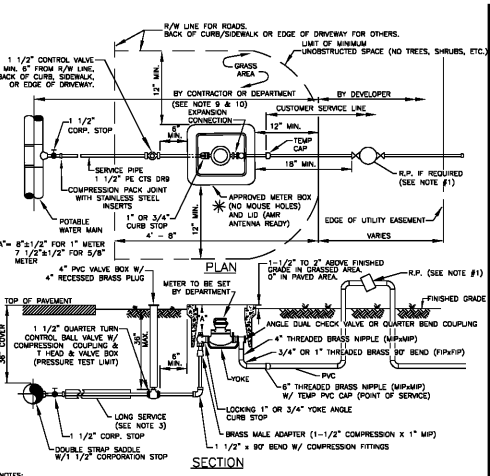 R/W LINE FOR ROADS.
BACK OF CURB/SIDEWALK OR EDGE OF DRIVEWAY FOR OTHERS.
LIMIT OF MINIMUM
UNOBSTRUCTED SPACE (NO TREES, SHRUBS, ETC.)
1 1/2" CONTROL VALVE
MIN. 6" FROM R/W LINE,
BACK OF CURB, SIDEWALK,
OR EDGE OF DRIVEWAY.
GRASS
AREA
12" MIN.
BY CONTRACTOR OR DEPARTMENT
BY DEVELOPER
(SEE NOTE 9 & 10)
CUSTOMER SERVICE LINE
EXPANSION
CONNECTION
1 1/2"
CORP. STOP
6"
MIN.
12" MIN.
TEMP
CAP
18" MIN.
SERVICE PIPE
1 1/2" PE CTS DR9
R.P. IF REQUIRED
(SEE NOTE #1)
COMPRESSION PACK JOINT
WITH STAINLESS STEEL
INSERTS
1" OR 3/4"
CURB STOP
12" MIN.
APPROVED METER BOX
(NO MOUSE HOLES)
AND LID (AMR
ANTENNA READY)
POTABLE
WATER MAIN
EDGE OF UTILITY EASEMENT
4' - 8"
VARIES
"A"= 8"±1/2" FOR 1" METER
7 1/2"±1/2" FOR 5/8"
METER
PLAN
4" PVC VALVE BOX W/
4" RECESSED BRASS PLUG
METER TO BE SET
BY DEPARTMENT
1-1/2" TO 2" ABOVE FINISHED
GRADE IN GRASSED AREA.
0" IN PAVED AREA.
R.P. (SEE NOTE #1)
TOP OF PAVEMENT
FINISHED GRADE
"A"
ANGLE DUAL CHECK VALVE OR QUARTER BEND COUPLING
36" COVER
1 1/2" QUARTER TURN
CONTROL BALL VALVE W/
COMPRESSION COUPLING &
T HEAD & VALVE BOX
(PRESSURE TEST LIMIT)
36"
MAX.
6"
MIN.
4" THREADED BRASS NIPPLE (MIPxMIP)
3/4" OR 1" THREADED BRASS 90° BEND (FIPxFIP)
YOKE
PVC
6" THREADED BRASS NIPPLE (MIPxMIP)
W/ TEMP PVC CAP (POINT OF SERVICE)
LONG SERVICE
(SEE NOTE 3)
LOCKING 1" OR 3/4" YOKE ANGLE
CURB STOP
1 1/2" CORP. STOP
BRASS MALE ADAPTER (1-1/2" COMPRESSION X 1" MIP)
DOUBLE STRAP SADDLE
W/1 1/2" CORPORATION STOP
1 1/2" x 90° BEND W/ COMPRESSION FITTINGS
SECTION
NOTES: